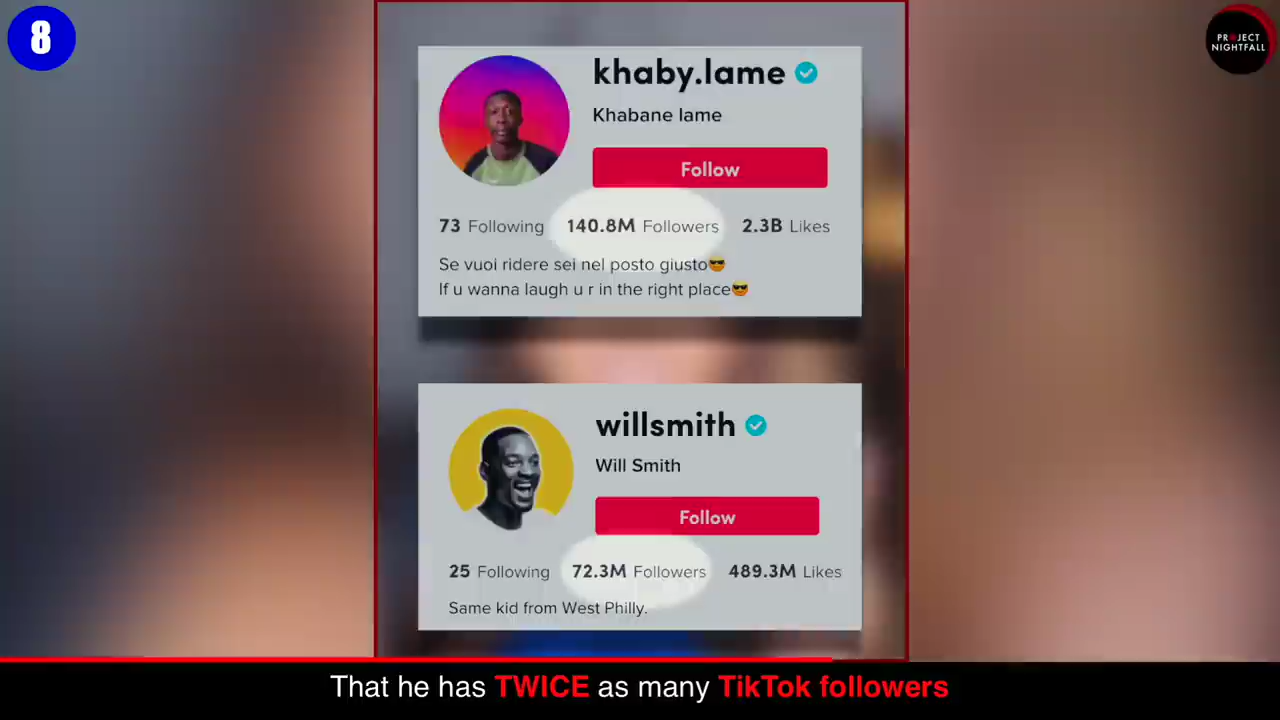 8
PROJECT
NIGHTFALL
khaby.lame
Khabane lame
Follow
73 Following 140.8M Followers 2.3B Likes
Se vuoi ridere sei nel posto giusto😎
If u wanna laugh u r in the right place😎
willsmith
Will Smith
Follow
25 Following 72.3M Followers 489.3M Likes
Same kid from West Philly.
That he has TWICE as many TikTok followers